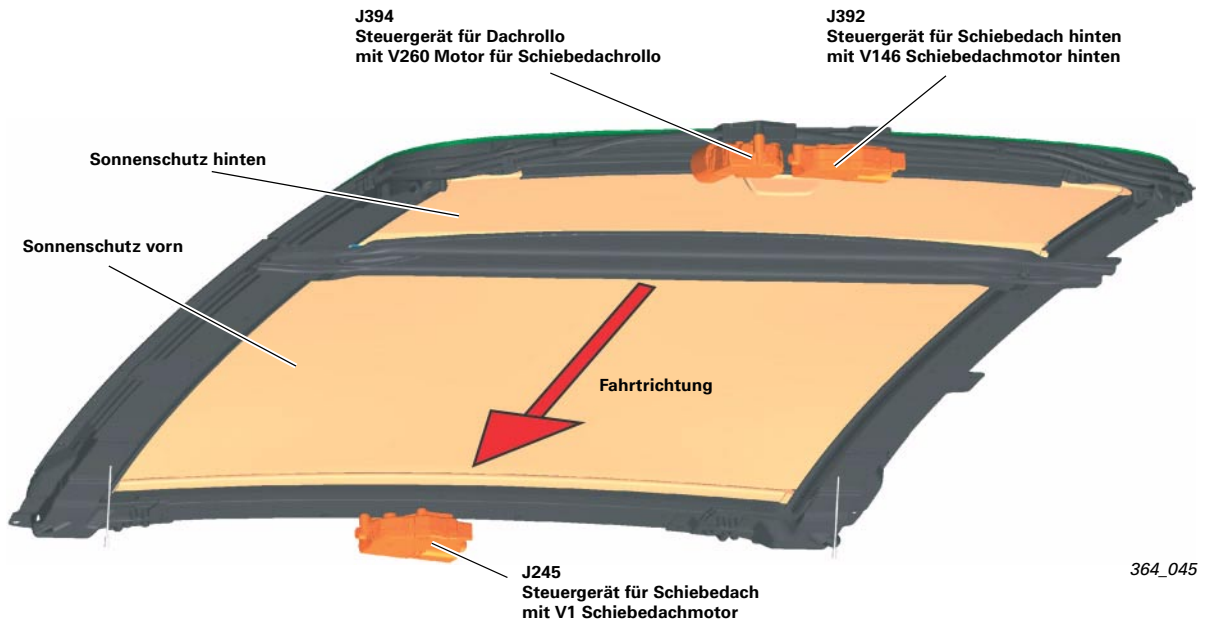 J394
Steuergerät für Dachrollo
mit V260 Motor für Schiebedachrollo
J392
Steuergerät für Schiebedach hinten
mit V146 Schiebedachmotor hinten
Sonnenschutz hinten
Sonnenschutz vorn
Fahrtrichtung
J245
Steuergerät für Schiebedach
mit V1 Schiebedachmotor
364_045